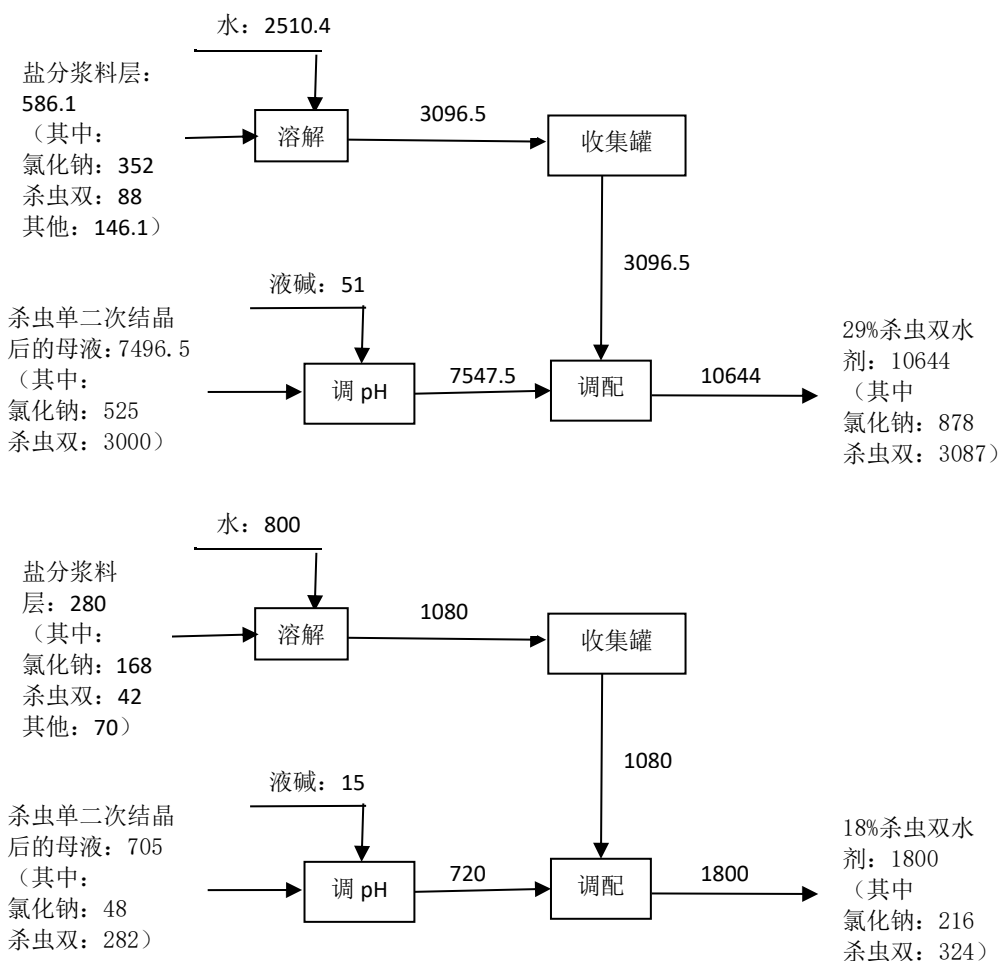 水：2510.4
盐分浆料层：
586.1
（其中：
氯化钠：352
杀虫双：88
其他：146.1）
溶解
3096.5
收集罐
3096.5
液碱：51
杀虫单二次结晶
后的母液：7496.5
（其中：
氯化钠：525
杀虫双：3000）
调 pH
7547.5
调配
10644
29%杀虫双水
剂：10644
（其中
氯化钠：878
杀虫双：3087）
水：800
盐分浆料
层：280
（其中：
氯化钠：168
杀虫双：42
其他：70）
溶解
1080
收集罐
1080
液碱：15
杀虫单二次结晶
后的母液：705
（其中：
氯化钠：48
杀虫双：282）
调 pH
720
调配
1800
18%杀虫双水
剂：1800
（其中
氯化钠：216
杀虫双：324）